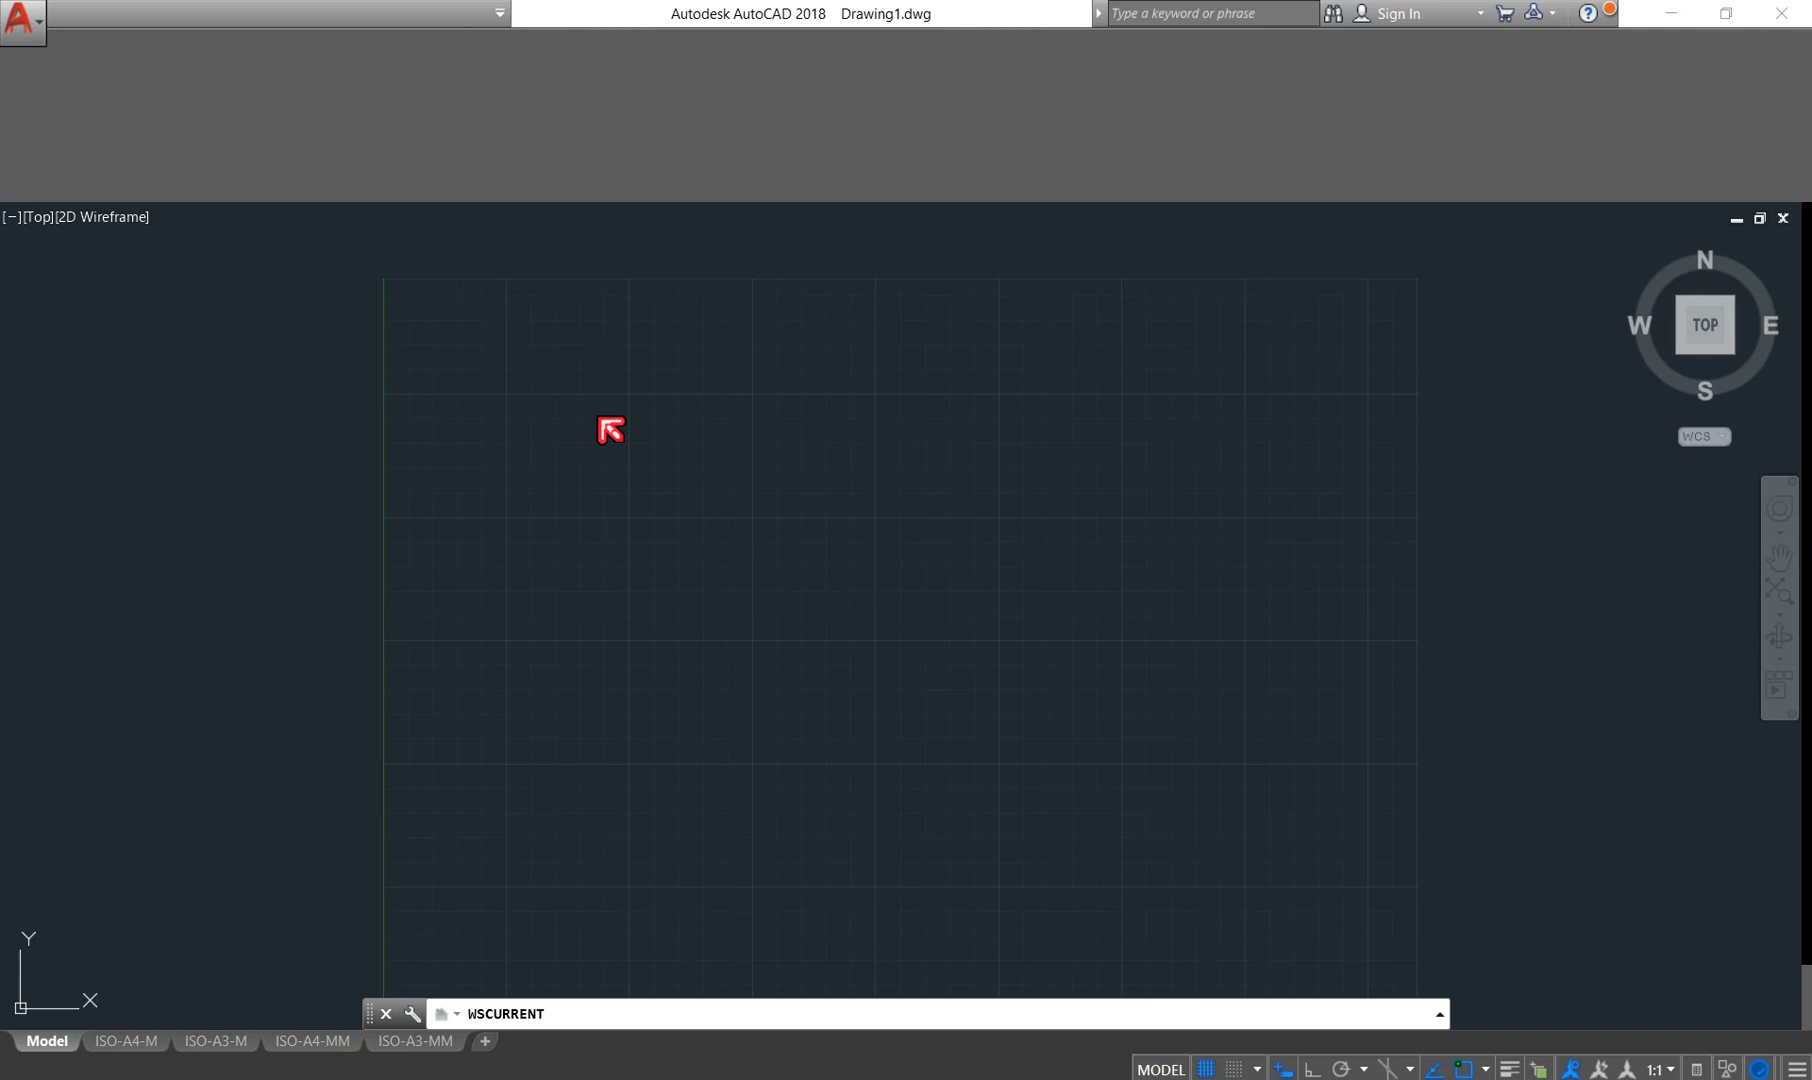 Autodesk AutoCAD 2018 Drawing1.dwg
Type a keyword or phrase
Sign In
[−][Top][2D Wireframe]
N
W TOP E
S
WCS
Y
X
WSCURRENT
Model ISO-A4-M ISO-A3-M ISO-A4-MM ISO-A3-MM +
MODEL 1:1